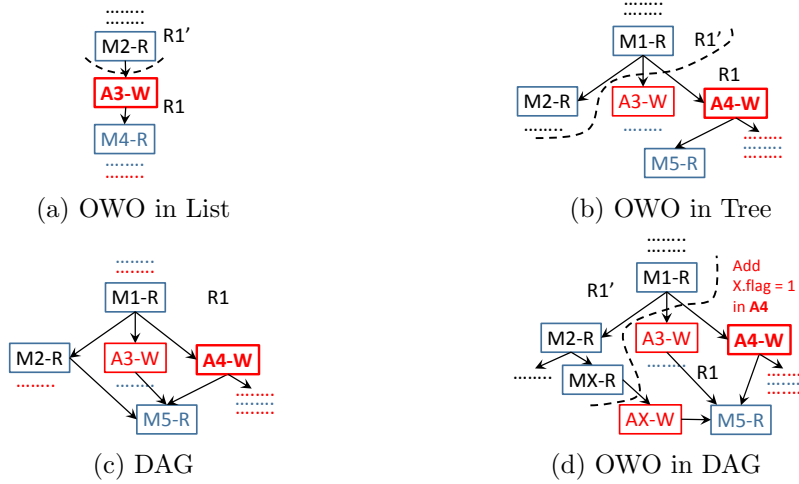 M2-R
R1'
A3-W
R1
M4-R
(a) OWO in List
M1-R
R1'
R1
M2-R
A3-W
A4-W
M5-R
(b) OWO in Tree
M1-R
R1
M2-R
A3-W
A4-W
M5-R
(c) DAG
R1'
M1-R
Add
X.flag = 1
in A4
M2-R
A3-W
A4-W
MX-R
R1
AX-W
M5-R
(d) OWO in DAG